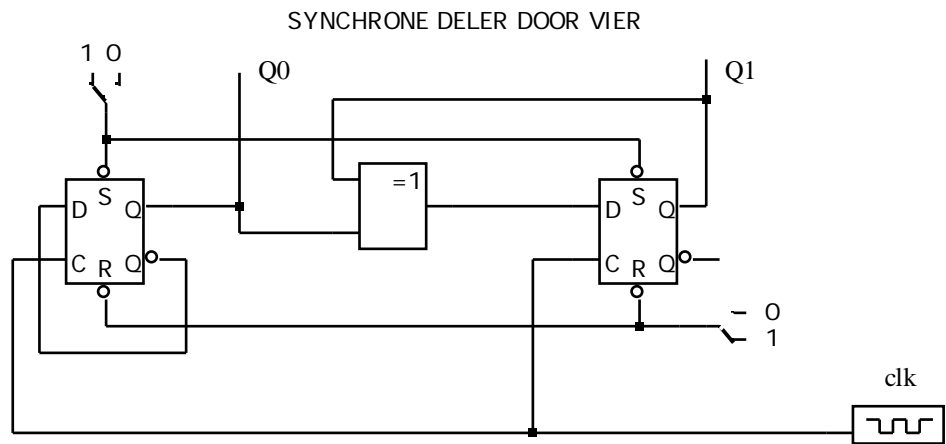 SYNCHRONE DELER DOOR VIER
1 0
Q0
Q1
=1
S
D Q
C R Q
S
D Q
C R Q
0
1
clk